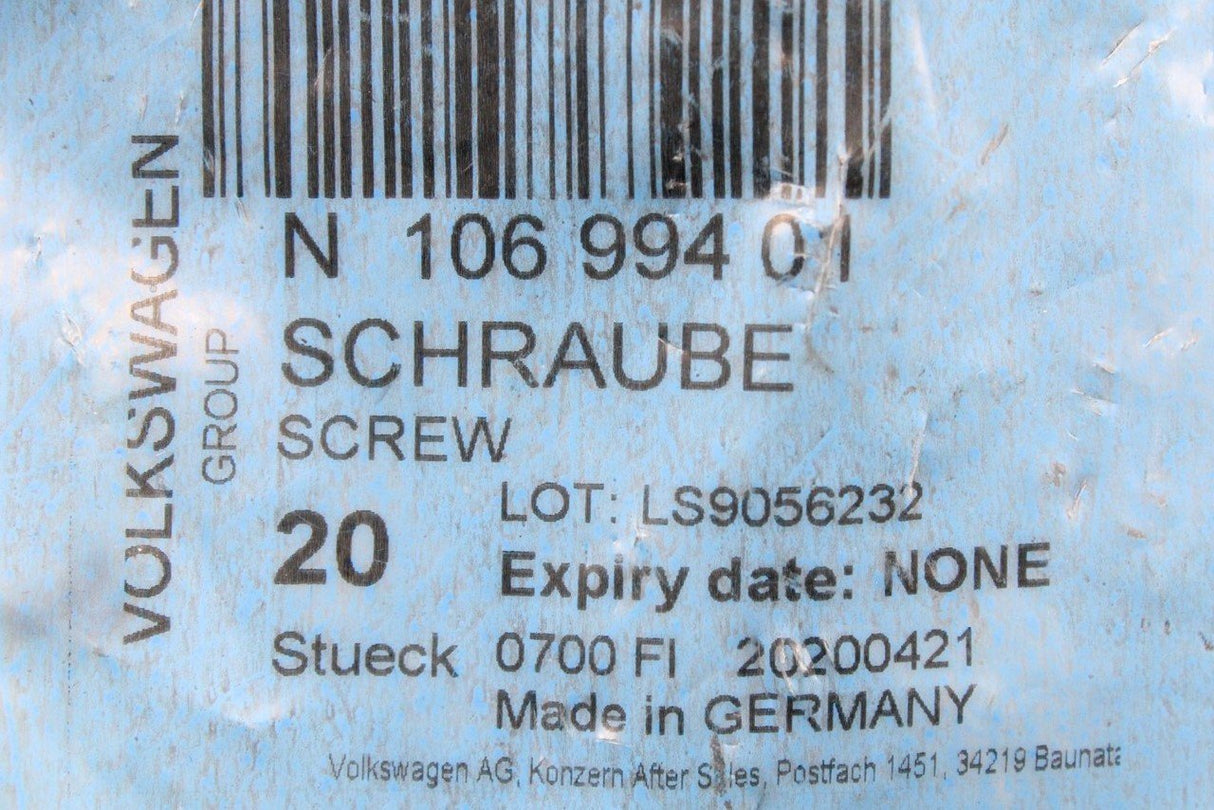 VOLKSWAGEN
GROUP
N 106 994 01
SCHRAUBE
SCREW
20
LOT: LS9056232
Expiry date: NONE
Stueck 0700 FI 20200421
Made in GERMANY
Volkswagen AG, Konzern After Sales, Postfach 1451, 34219 Baunata